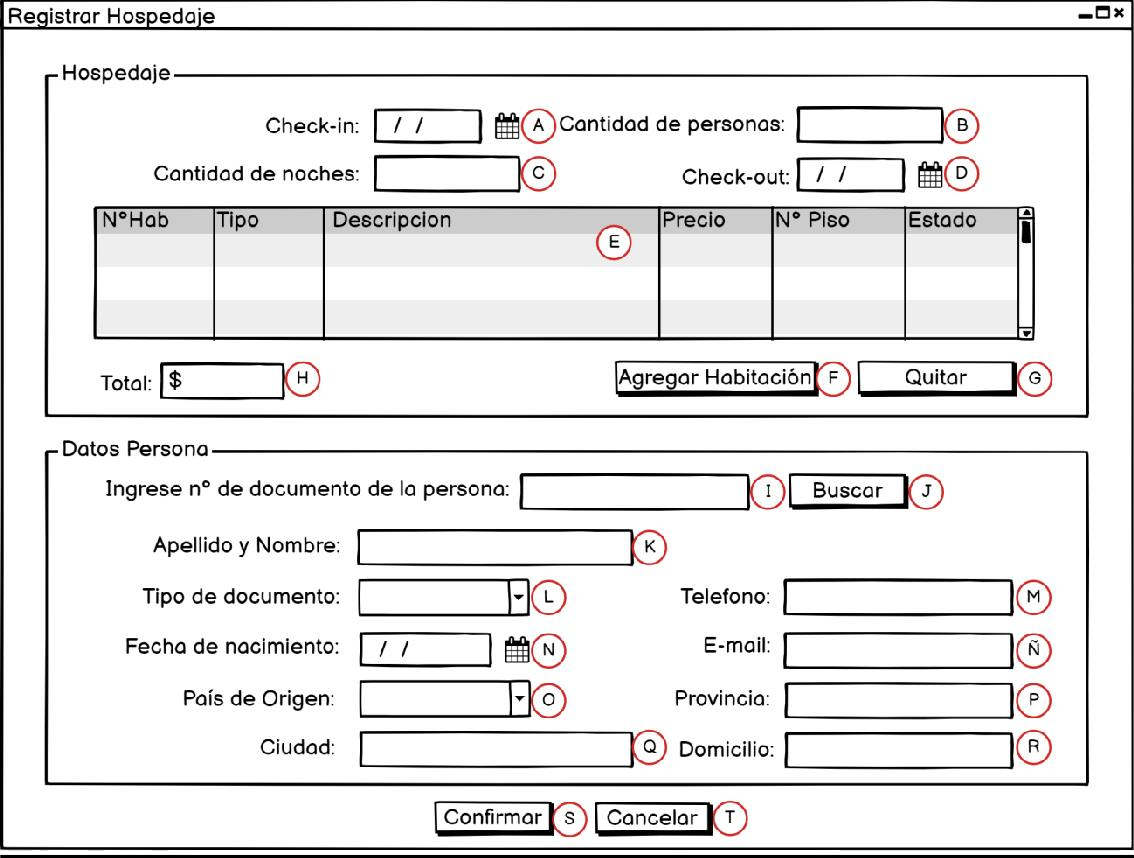 Registrar Hospedaje
Hospedaje
Check-in: / / A Cantidad de personas: B
Cantidad de noches: C Check-out: / / D
N°Hab Tipo Descripcion Precio N° Piso Estado
E
Total: $ H Agregar Habitación F Quitar G
Datos Persona
Ingrese n° de documento de la persona: I Buscar J
Apellido y Nombre: K
Tipo de documento: L Telefono: M
Fecha de nacimiento: / / N E-mail: Ñ
País de Origen: O Provincia: P
Ciudad: Q Domicilio: R
Confirmar S Cancelar T